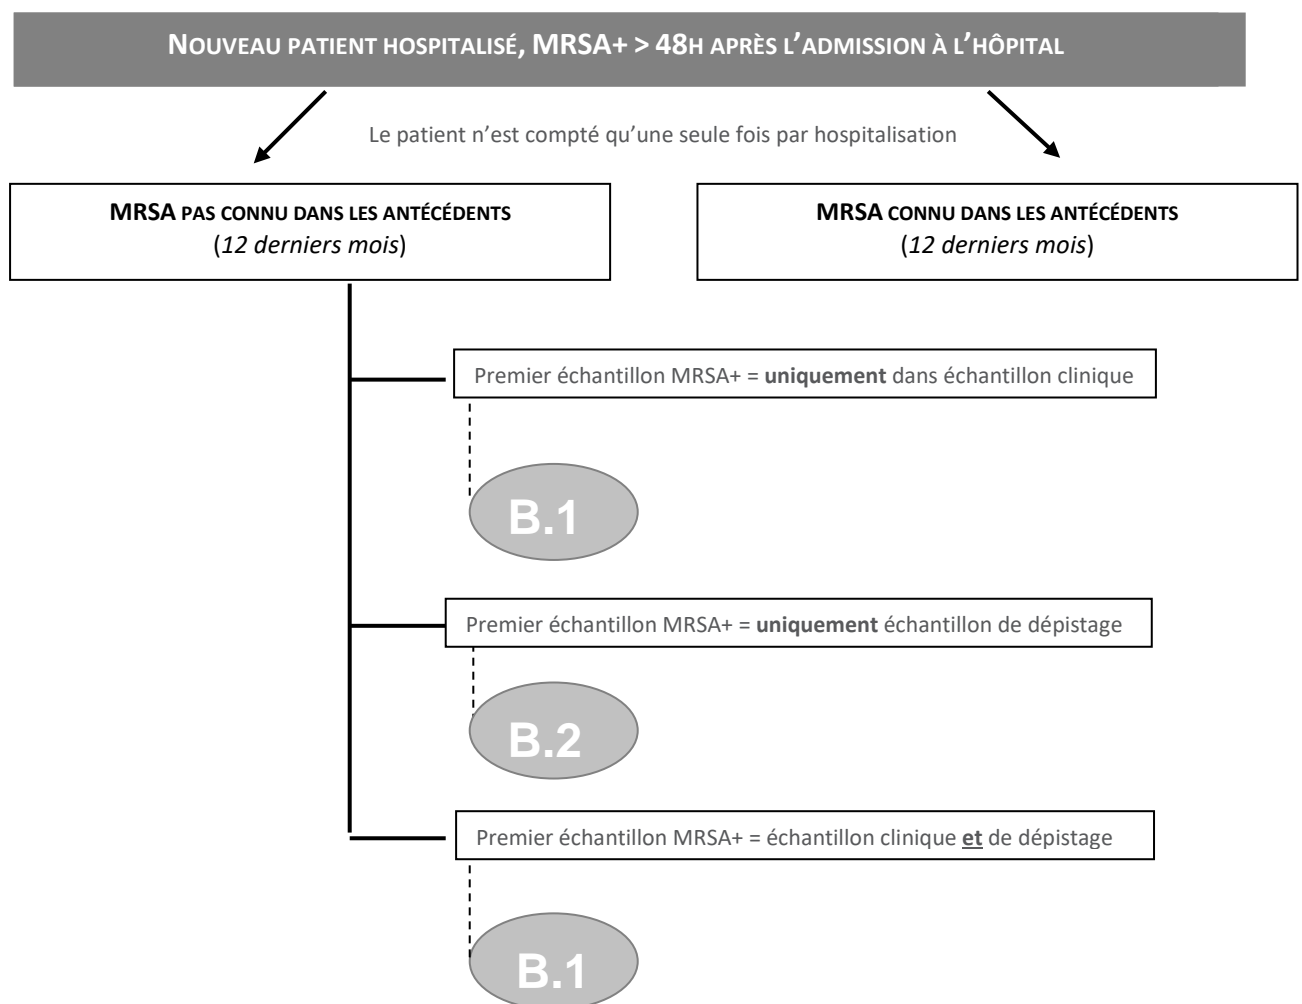 NOUVEAU PATIENT HOSPITALISÉ, MRSA+ > 48H APRÈS L'ADMISSION À L'HÔPITAL
Le patient n'est compté qu'une seule fois par hospitalisation
MRSA PAS CONNU DANS LES ANTÉCÉDENTS
(12 derniers mois)
MRSA CONNU DANS LES ANTÉCÉDENTS
(12 derniers mois)
Premier échantillon MRSA+ = uniquement dans échantillon clinique
B.1
Premier échantillon MRSA+ = uniquement échantillon de dépistage
B.2
Premier échantillon MRSA+ = échantillon clinique et de dépistage
B.1